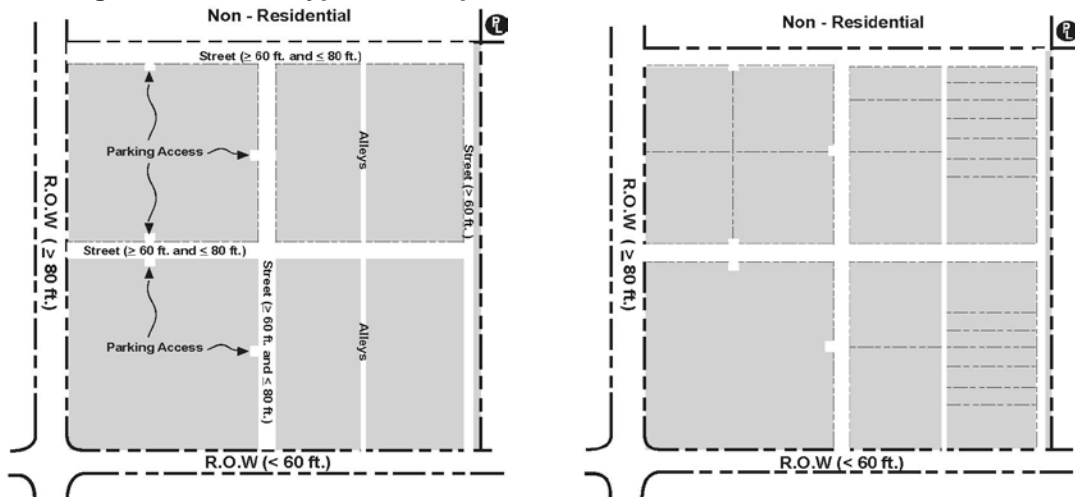 Non - Residential
PL
Street (≥ 60 ft. and ≤ 80 ft.)
Parking Access
Alleys
Street (> 60 ft.)
R.O.W (≥ 80 ft.)
Street (≥ 60 ft. and ≤ 80 ft.)
Street (≥ 60 ft. and ≤ 80 ft.)
Parking Access
Alleys
R.O.W (< 60 ft.)
Non - Residential
PL
R.O.W (≥ 80 ft.)
R.O.W (< 60 ft.)